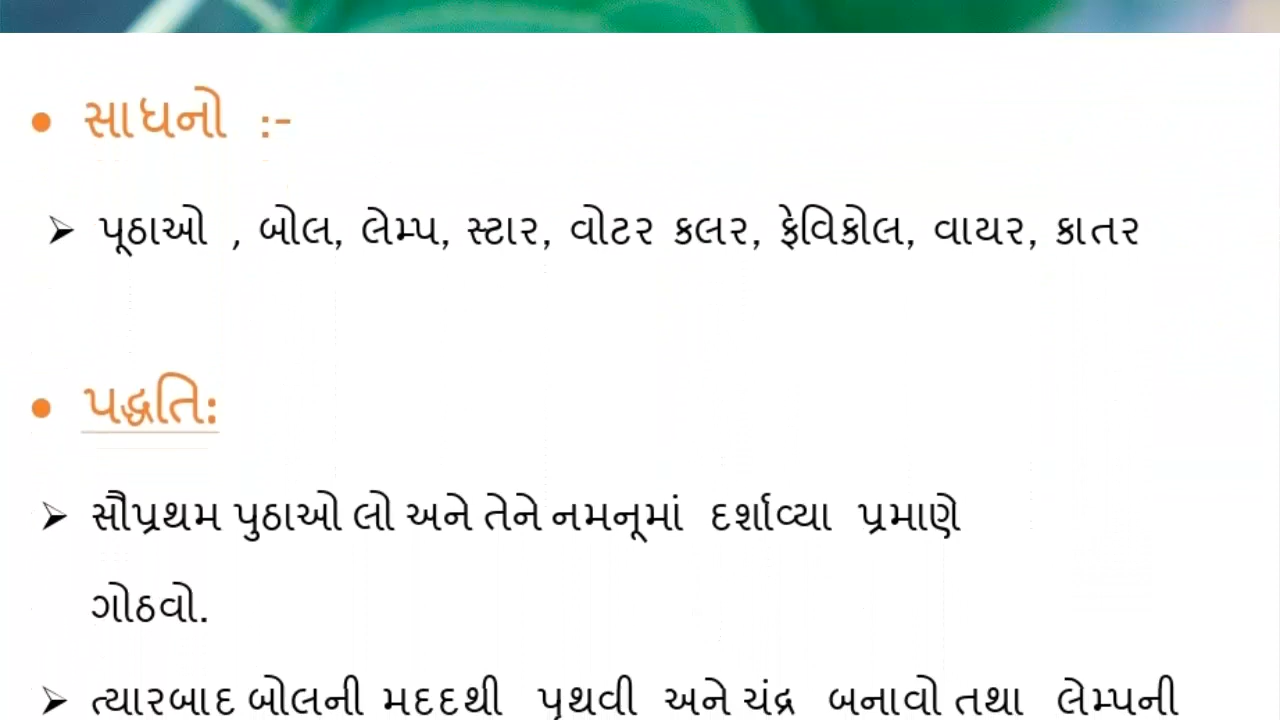 • સાધનો :-
➢ પૂઠાઓ , બોલ, લેમ્પ, સ્ટાર, વોટર કલર, ફેવિકોલ, વાયર, કાતર
• પદ્ધતિ:
➢ સૌપ્રથમ પુઠાઓ લો અને તેને નમનૂમાં દર્શાવ્યા પ્રમાણે
ગોઠવો.
➢ ત્યારબાદ બોલની મદદથી પૃથવી અને ચંદ્ર બનાવો તથા લેમ્પની